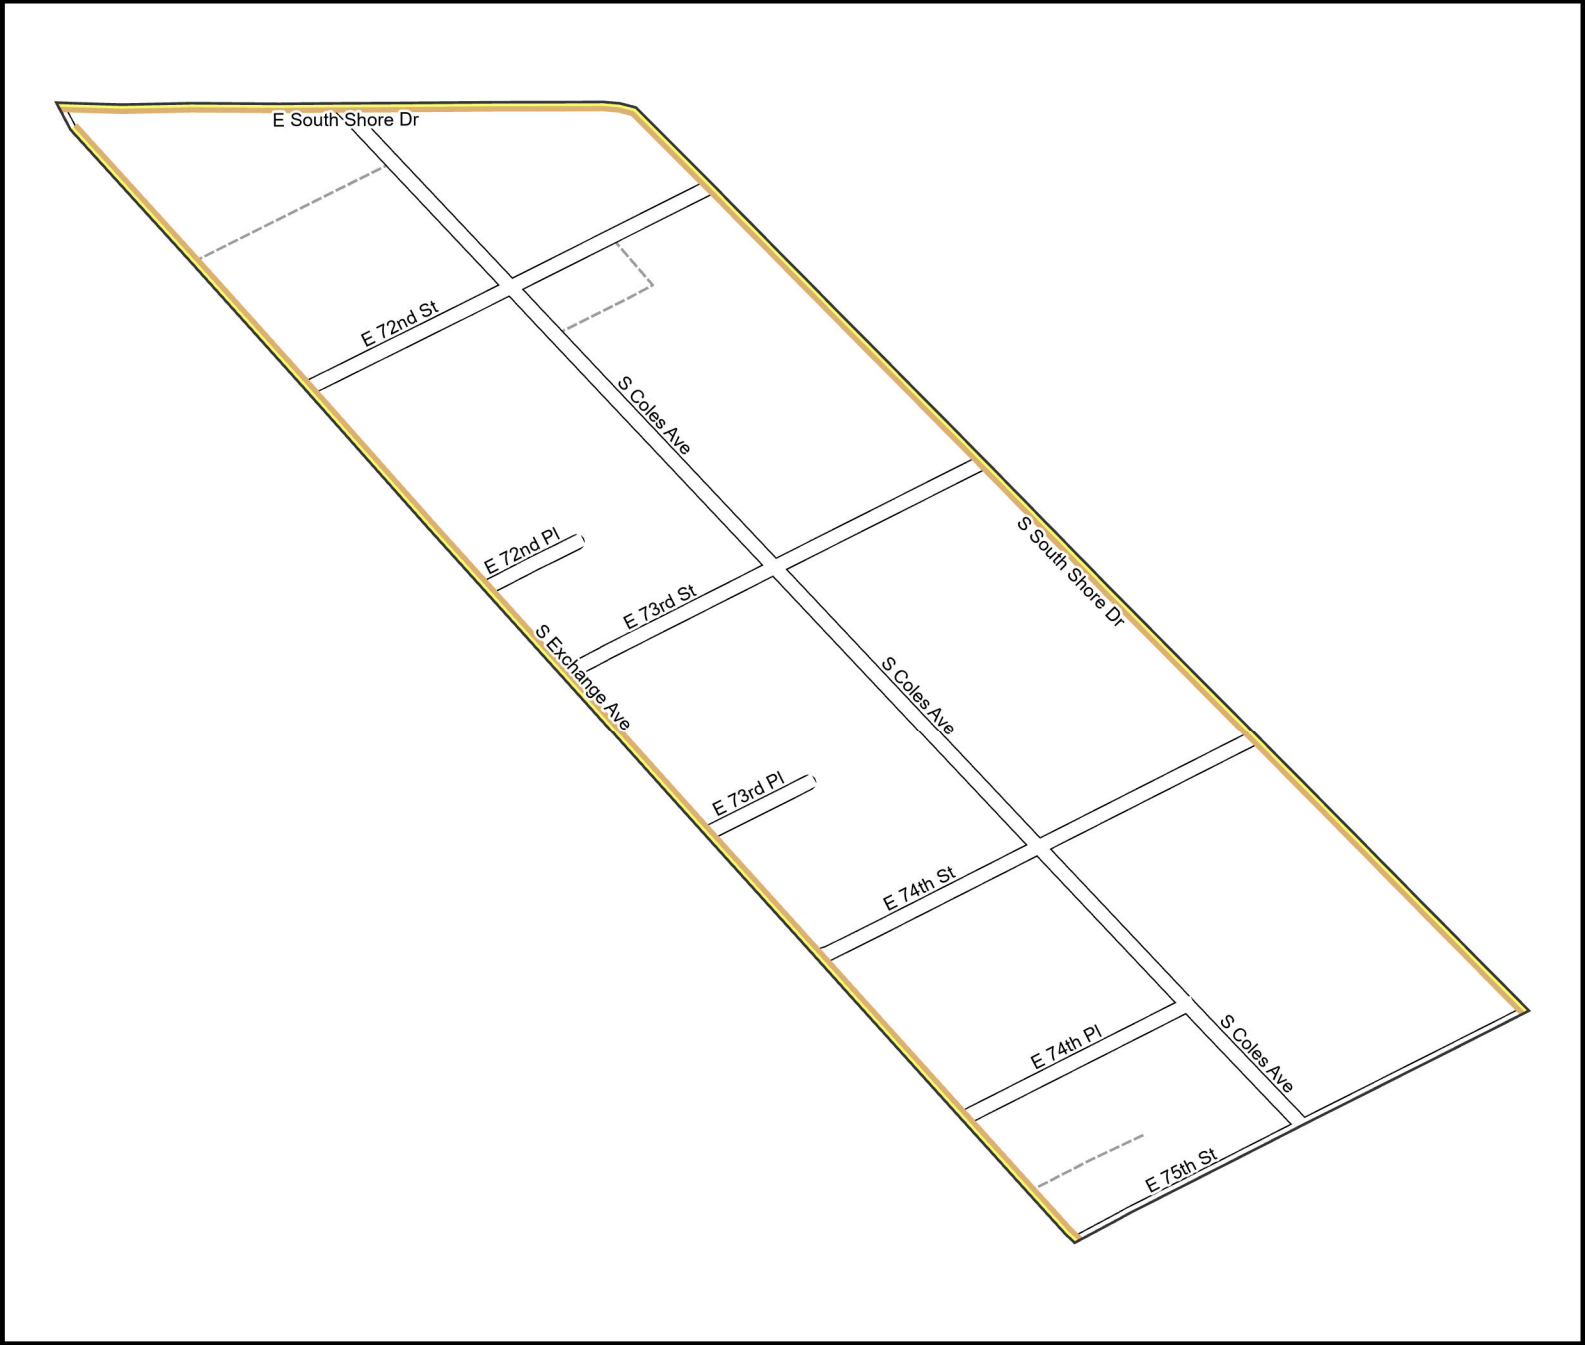 E South Shore Dr
E 72nd St
S Coles Ave
E 72nd Pl
S South Shore Dr
E 73rd St
S Exchange Ave
S Coles Ave
E 73rd Pl
E 74th St
E 74th Pl
S Coles Ave
E 75th St